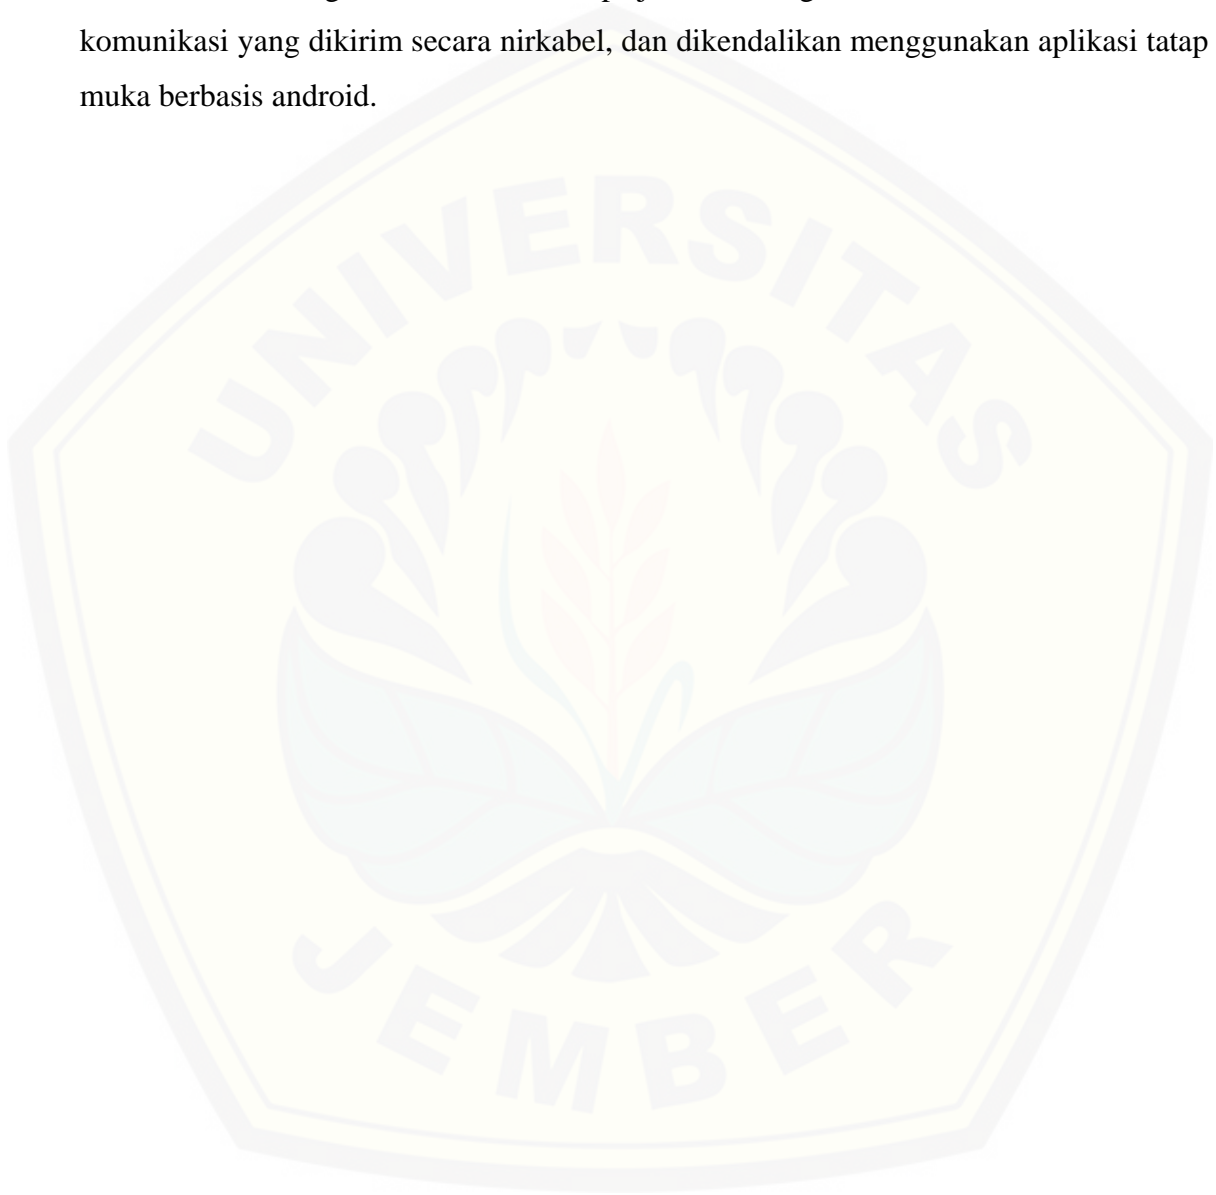 komunikasi yang dikirim secara nirkabel, dan dikendalikan menggunakan aplikasi tatap
muka berbasis android.
UNIVERSITAS
JEMBER